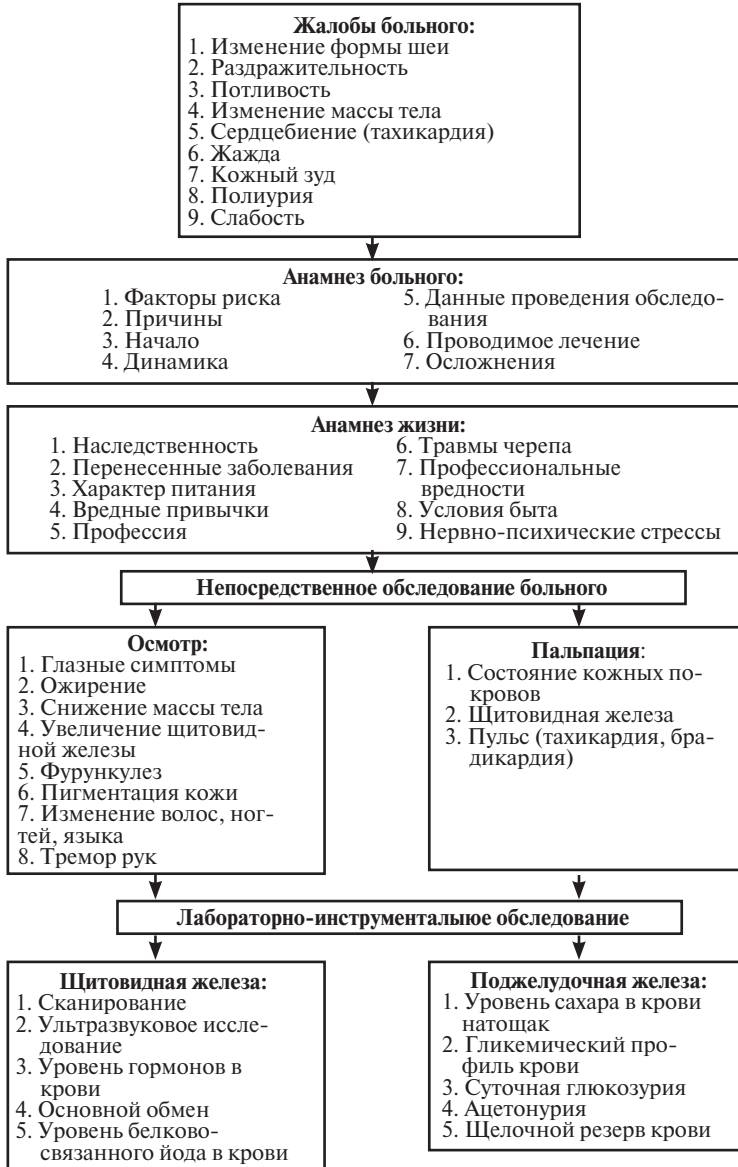 Жалобы больного:
1. Изменение формы шеи
2. Раздражительность
3. Потливость
4. Изменение массы тела
5. Сердцебиение (тахикардия)
6. Жажда
7. Кожный зуд
8. Полиурия
9. Слабость
Анамнез больного:
1. Факторы риска
2. Причины
3. Начало
4. Динамика
5. Данные проведения обследо-
вания
6. Проводимое лечение
7. Осложнения
Анамнез жизни:
1. Наследственность
2. Перенесенные заболевания
3. Характер питания
4. Вредные привычки
5. Профессия
6. Травмы черепа
7. Профессиональные
вредности
8. Условия быта
9. Нервно-психические стрессы
Непосредственное обследование больного
Осмотр:
1. Глазные симптомы
2. Ожирение
3. Снижение массы тела
4. Увеличение щитовид-
ной железы
5. Фурункулез
6. Пигментация кожи
7. Изменение волос, ног-
тей, языка
8. Тремор рук
Пальпация:
1. Состояние кожных по-
кровов
2. Щитовидная железа
3. Пульс (тахикардия, бра-
дикардия)
Лабораторно-инструменталыюе обследование
Щитовидная железа:
1. Сканирование
2. Ультразвуковое иссле-
дование
3. Уровень гормонов в
крови
4. Основной обмен
5. Уровень белково-
связанного йода в крови
Поджелудочная железа:
1. Уровень сахара в крови
натощак
2. Гликемический про-
филь крови
3. Суточная глюкозурия
4. Ацетонурия
5. Щелочной резерв крови